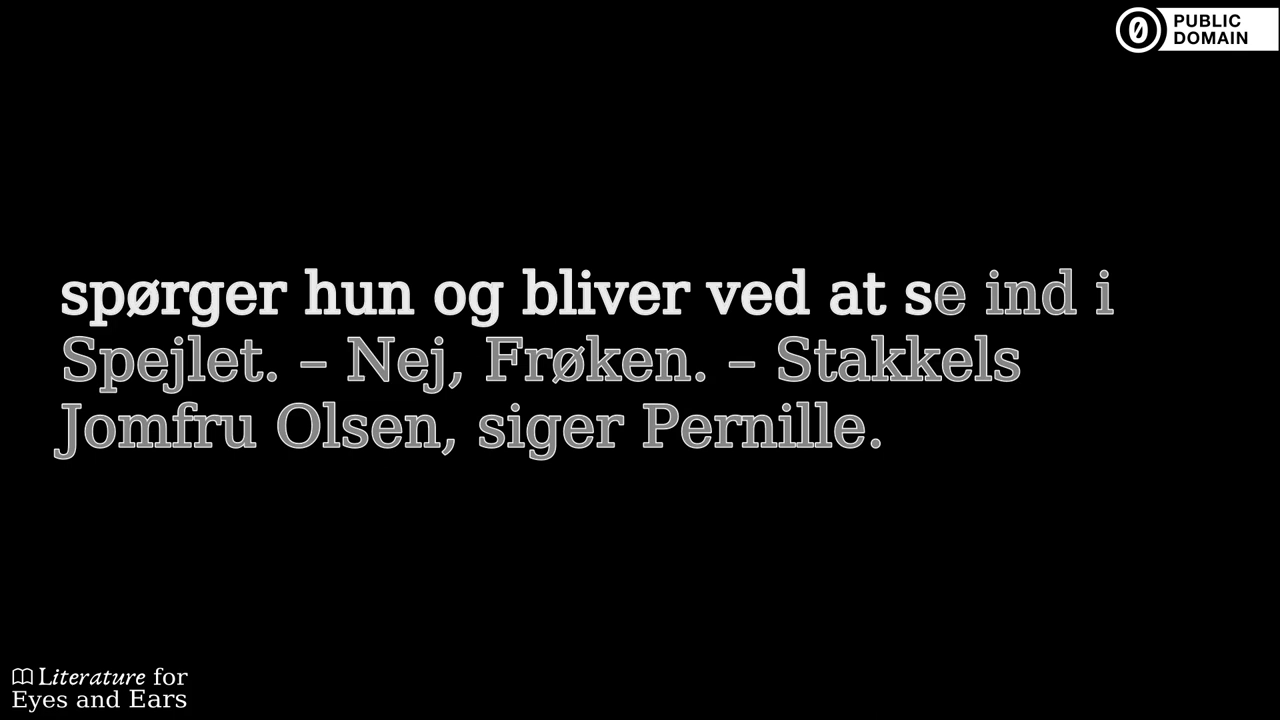 PUBLIC
DOMAIN
spørger hun og bliver ved at se ind i
Spejlet. – Nej, Frøken. – Stakkels
Jomfru Olsen, siger Pernille.
Literature for
Eyes and Ears